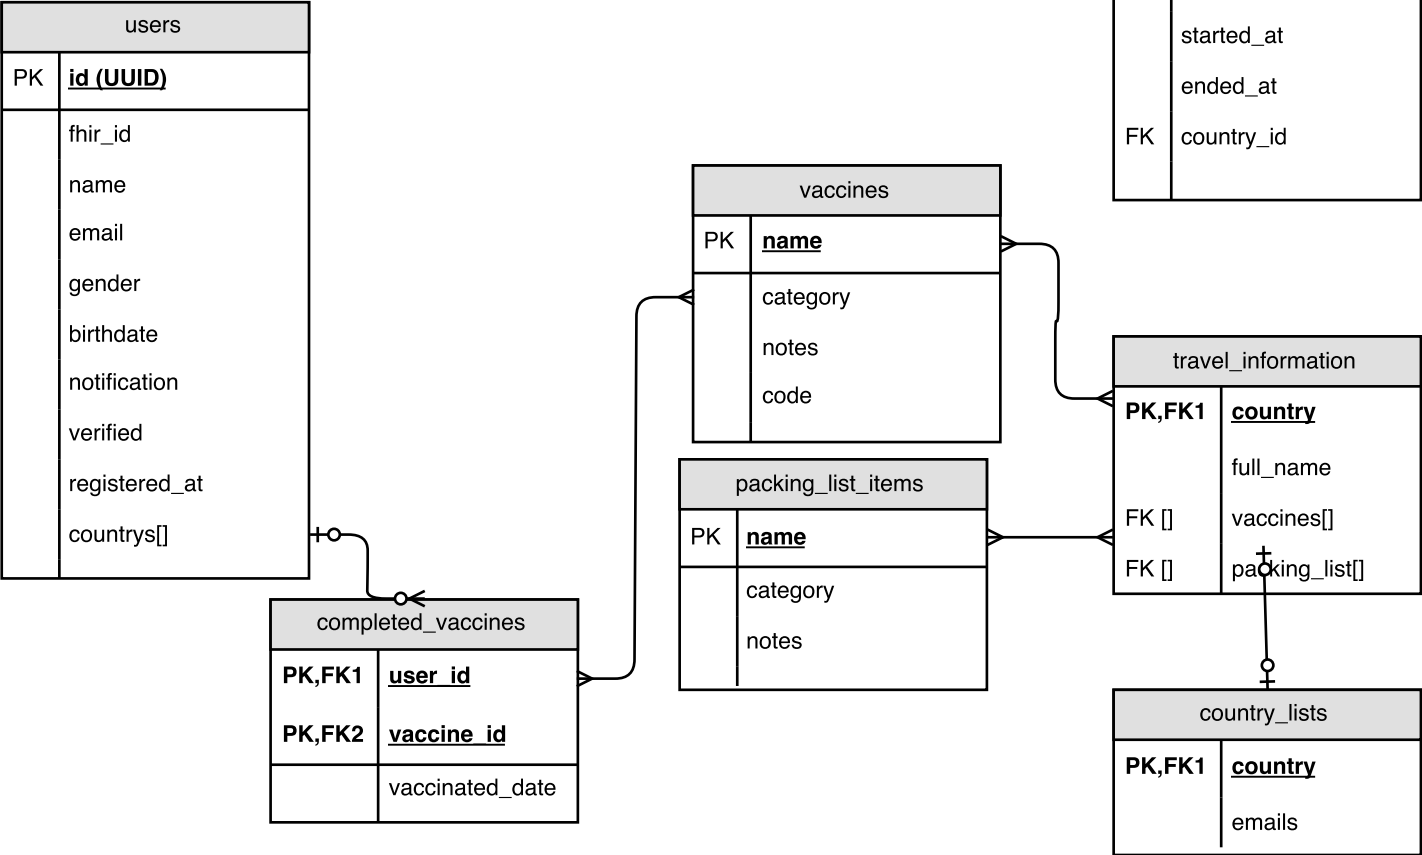 users
PK id (UUID)
fhir_id
name
email
gender
birthdate
notification
verified
registered_at
countrys[]
started_at
ended_at
FK country_id
vaccines
PK name
category
notes
code
travel_information
PK,FK1 country
full_name
FK [] vaccines[]
FK [] packing_list[]
packing_list_items
PK name
category
notes
completed_vaccines
PK,FK1 user_id
PK,FK2 vaccine_id
vaccinated_date
country_lists
PK,FK1 country
emails